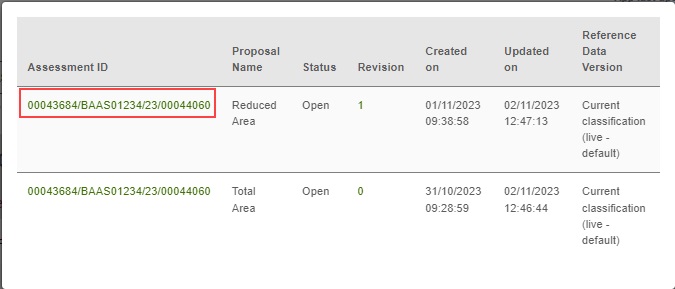 Assessment ID Proposal Name Status Revision Created on Updated on Reference Data Version
00043684/BAAS01234/23/00044060 Reduced Area Open 1 01/11/2023 09:38:58 02/11/2023 12:47:13 Current classification (live - default)
00043684/BAAS01234/23/00044060 Total Area Open 0 31/10/2023 09:28:59 02/11/2023 12:46:44 Current classification (live - default)